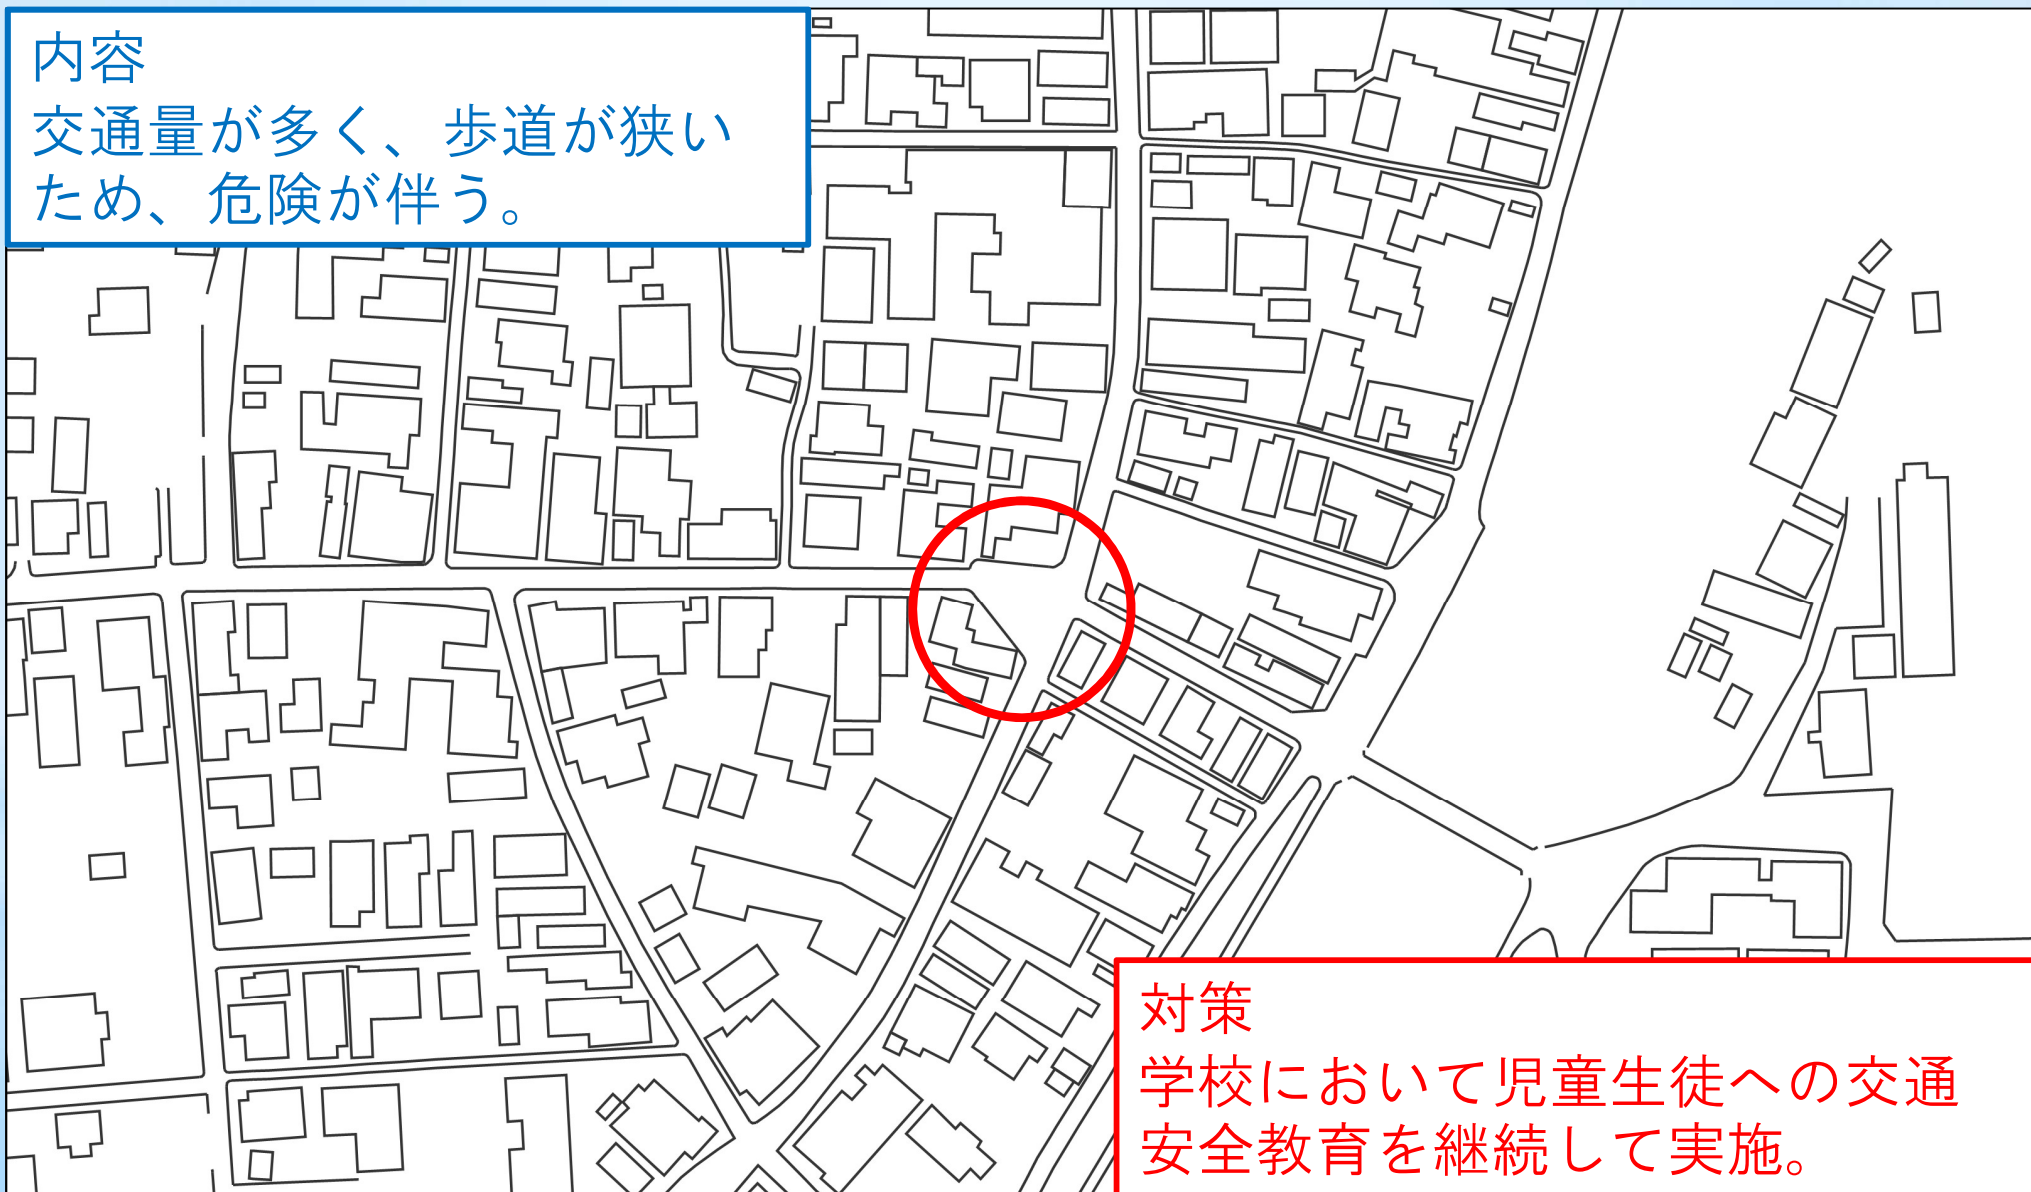 内容
交通量が多く、歩道が狭い
ため、危険が伴う。
対策
学校において児童生徒への交通
安全教育を継続して実施。